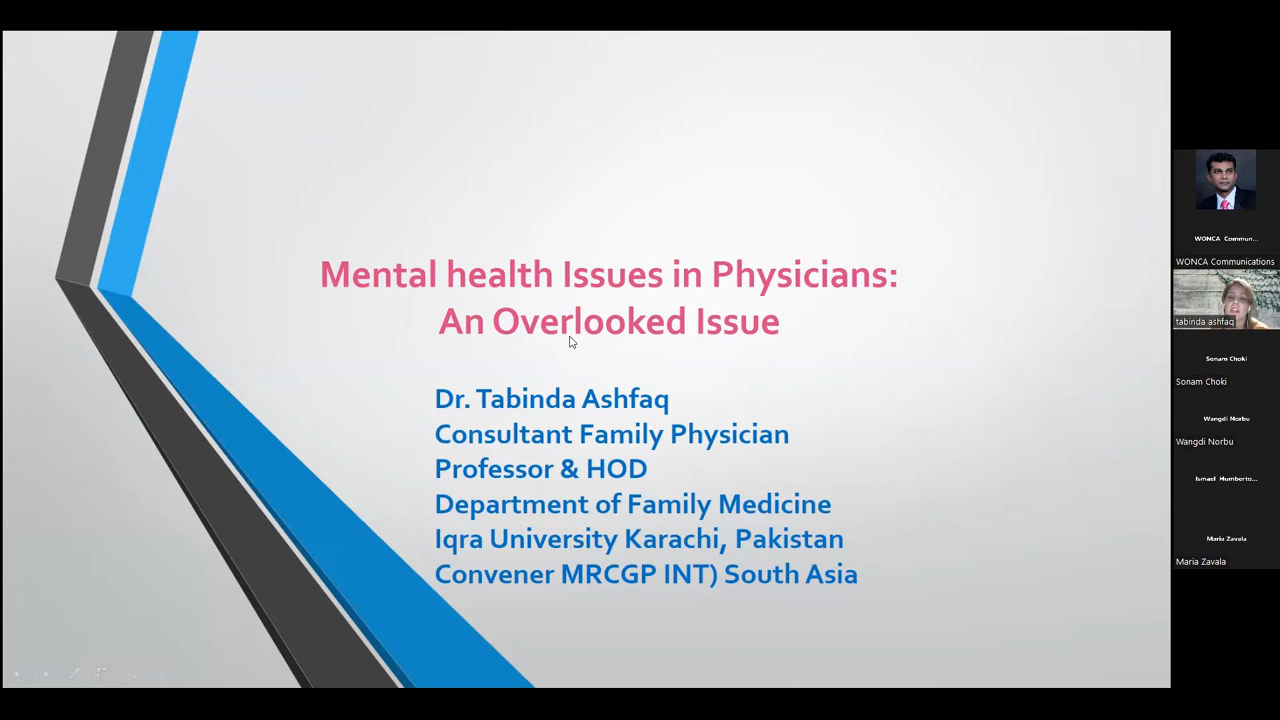 Mental health Issues in Physicians:
An Overlooked Issue
Dr. Tabinda Ashfaq
Consultant Family Physician
Professor & HOD
Department of Family Medicine
Iqra University Karachi, Pakistan
Convener MRCGP INT) South Asia
WONCA Commun...
WONCA Communications
tabinda ashfaq
Sonam Choki
Sonam Choki
Wangdi Norbu
Wangdi Norbu
Ismael Humberto...
Maria Zavala
Maria Zavala